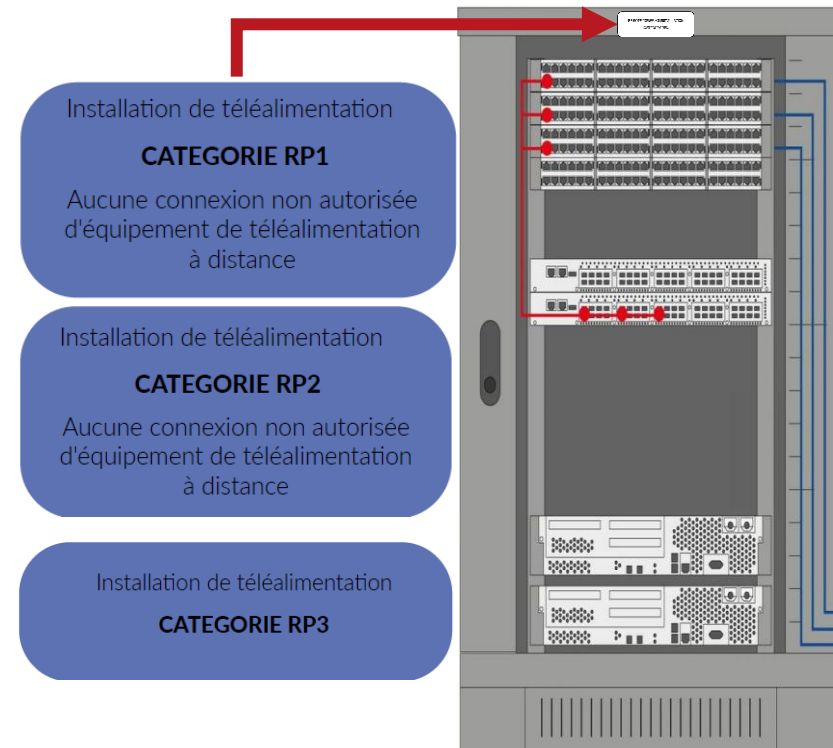 Installation de téléalimentation
CATEGORIE RP1
Aucune connexion non autorisée
d'équipement de téléalimentation
à distance
Installation de téléalimentation
CATEGORIE RP2
Aucune connexion non autorisée
d'équipement de téléalimentation
à distance
Installation de téléalimentation
CATEGORIE RP3